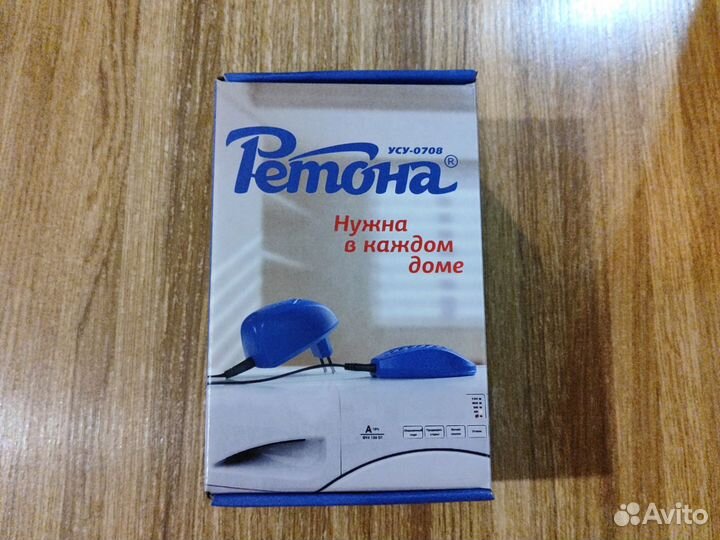 УСУ-0708
Ретона®
Нужна
в каждом
доме
A
Avito